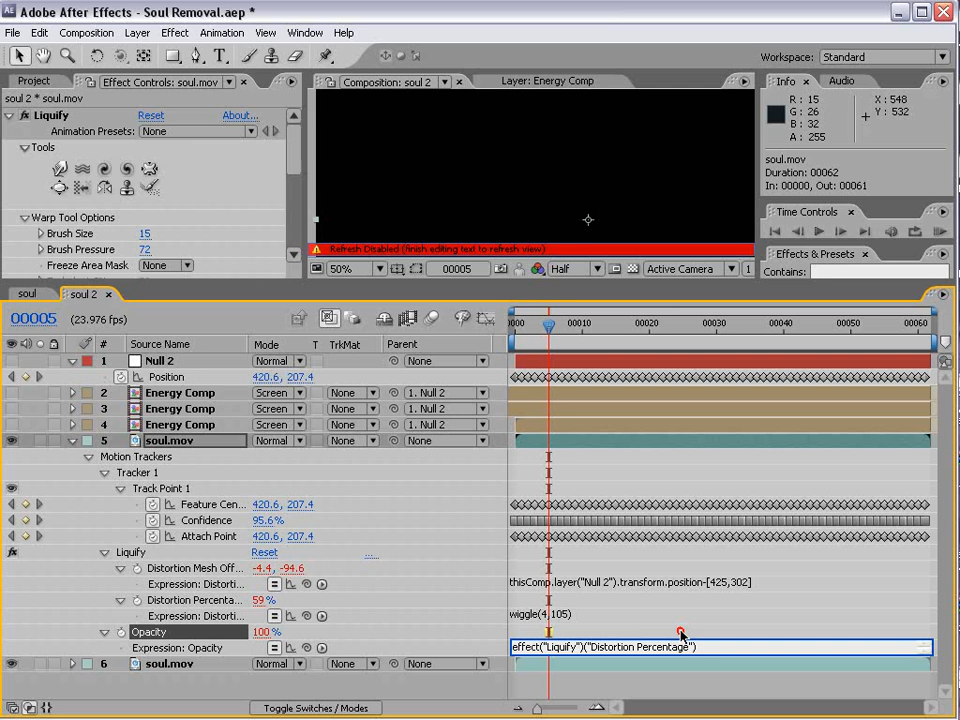 Adobe After Effects - Soul Removal.aep *
File Edit Composition Layer Effect Animation View Window Help
Workspace: Standard
Project Effect Controls: soul.mov
Composition: soul 2 Layer: Energy Comp
Info Audio
soul 2 * soul.mov
fx Liquify Reset About...
Animation Presets: None
Tools
Warp Tool Options
Brush Size 15
Brush Pressure 72
Freeze Area Mask None
Refresh Disabled (finish editing text to refresh view)
50% 00005 Half Active Camera 1
R: 15
G: 26
B: 32
A: 255
X: 548
Y: 532
soul.mov
Duration: 00062
In: 00000, Out: 00061
Time Controls
Effects & Presets
Contains:
soul soul 2
00005 (23.976 fps)
0000 00010 00020 00030 00040 00050 00060
# Source Name Mode T TrkMat Parent
1 Null 2 Normal None
Position 420.6, 207.4
2 Energy Comp Screen None 1. Null 2
3 Energy Comp Screen None 1. Null 2
4 Energy Comp Screen None 1. Null 2
5 soul.mov Normal None None
Motion Trackers
Tracker 1
Track Point 1
Feature Cen... 420.6, 207.4
Confidence 95.6%
Attach Point 420.6, 207.4
fx Liquify Reset ...
Distortion Mesh Off... -4.4, -94.6
Expression: Distorti... thisComp.layer("Null 2").transform.position-[425,302]
Distortion Percenta... 59 %
Expression: Distorti... wiggle(4,105)
Opacity 100 %
Expression: Opacity effect("Liquify")("Distortion Percentage")
6 soul.mov Normal None None
Toggle Switches / Modes